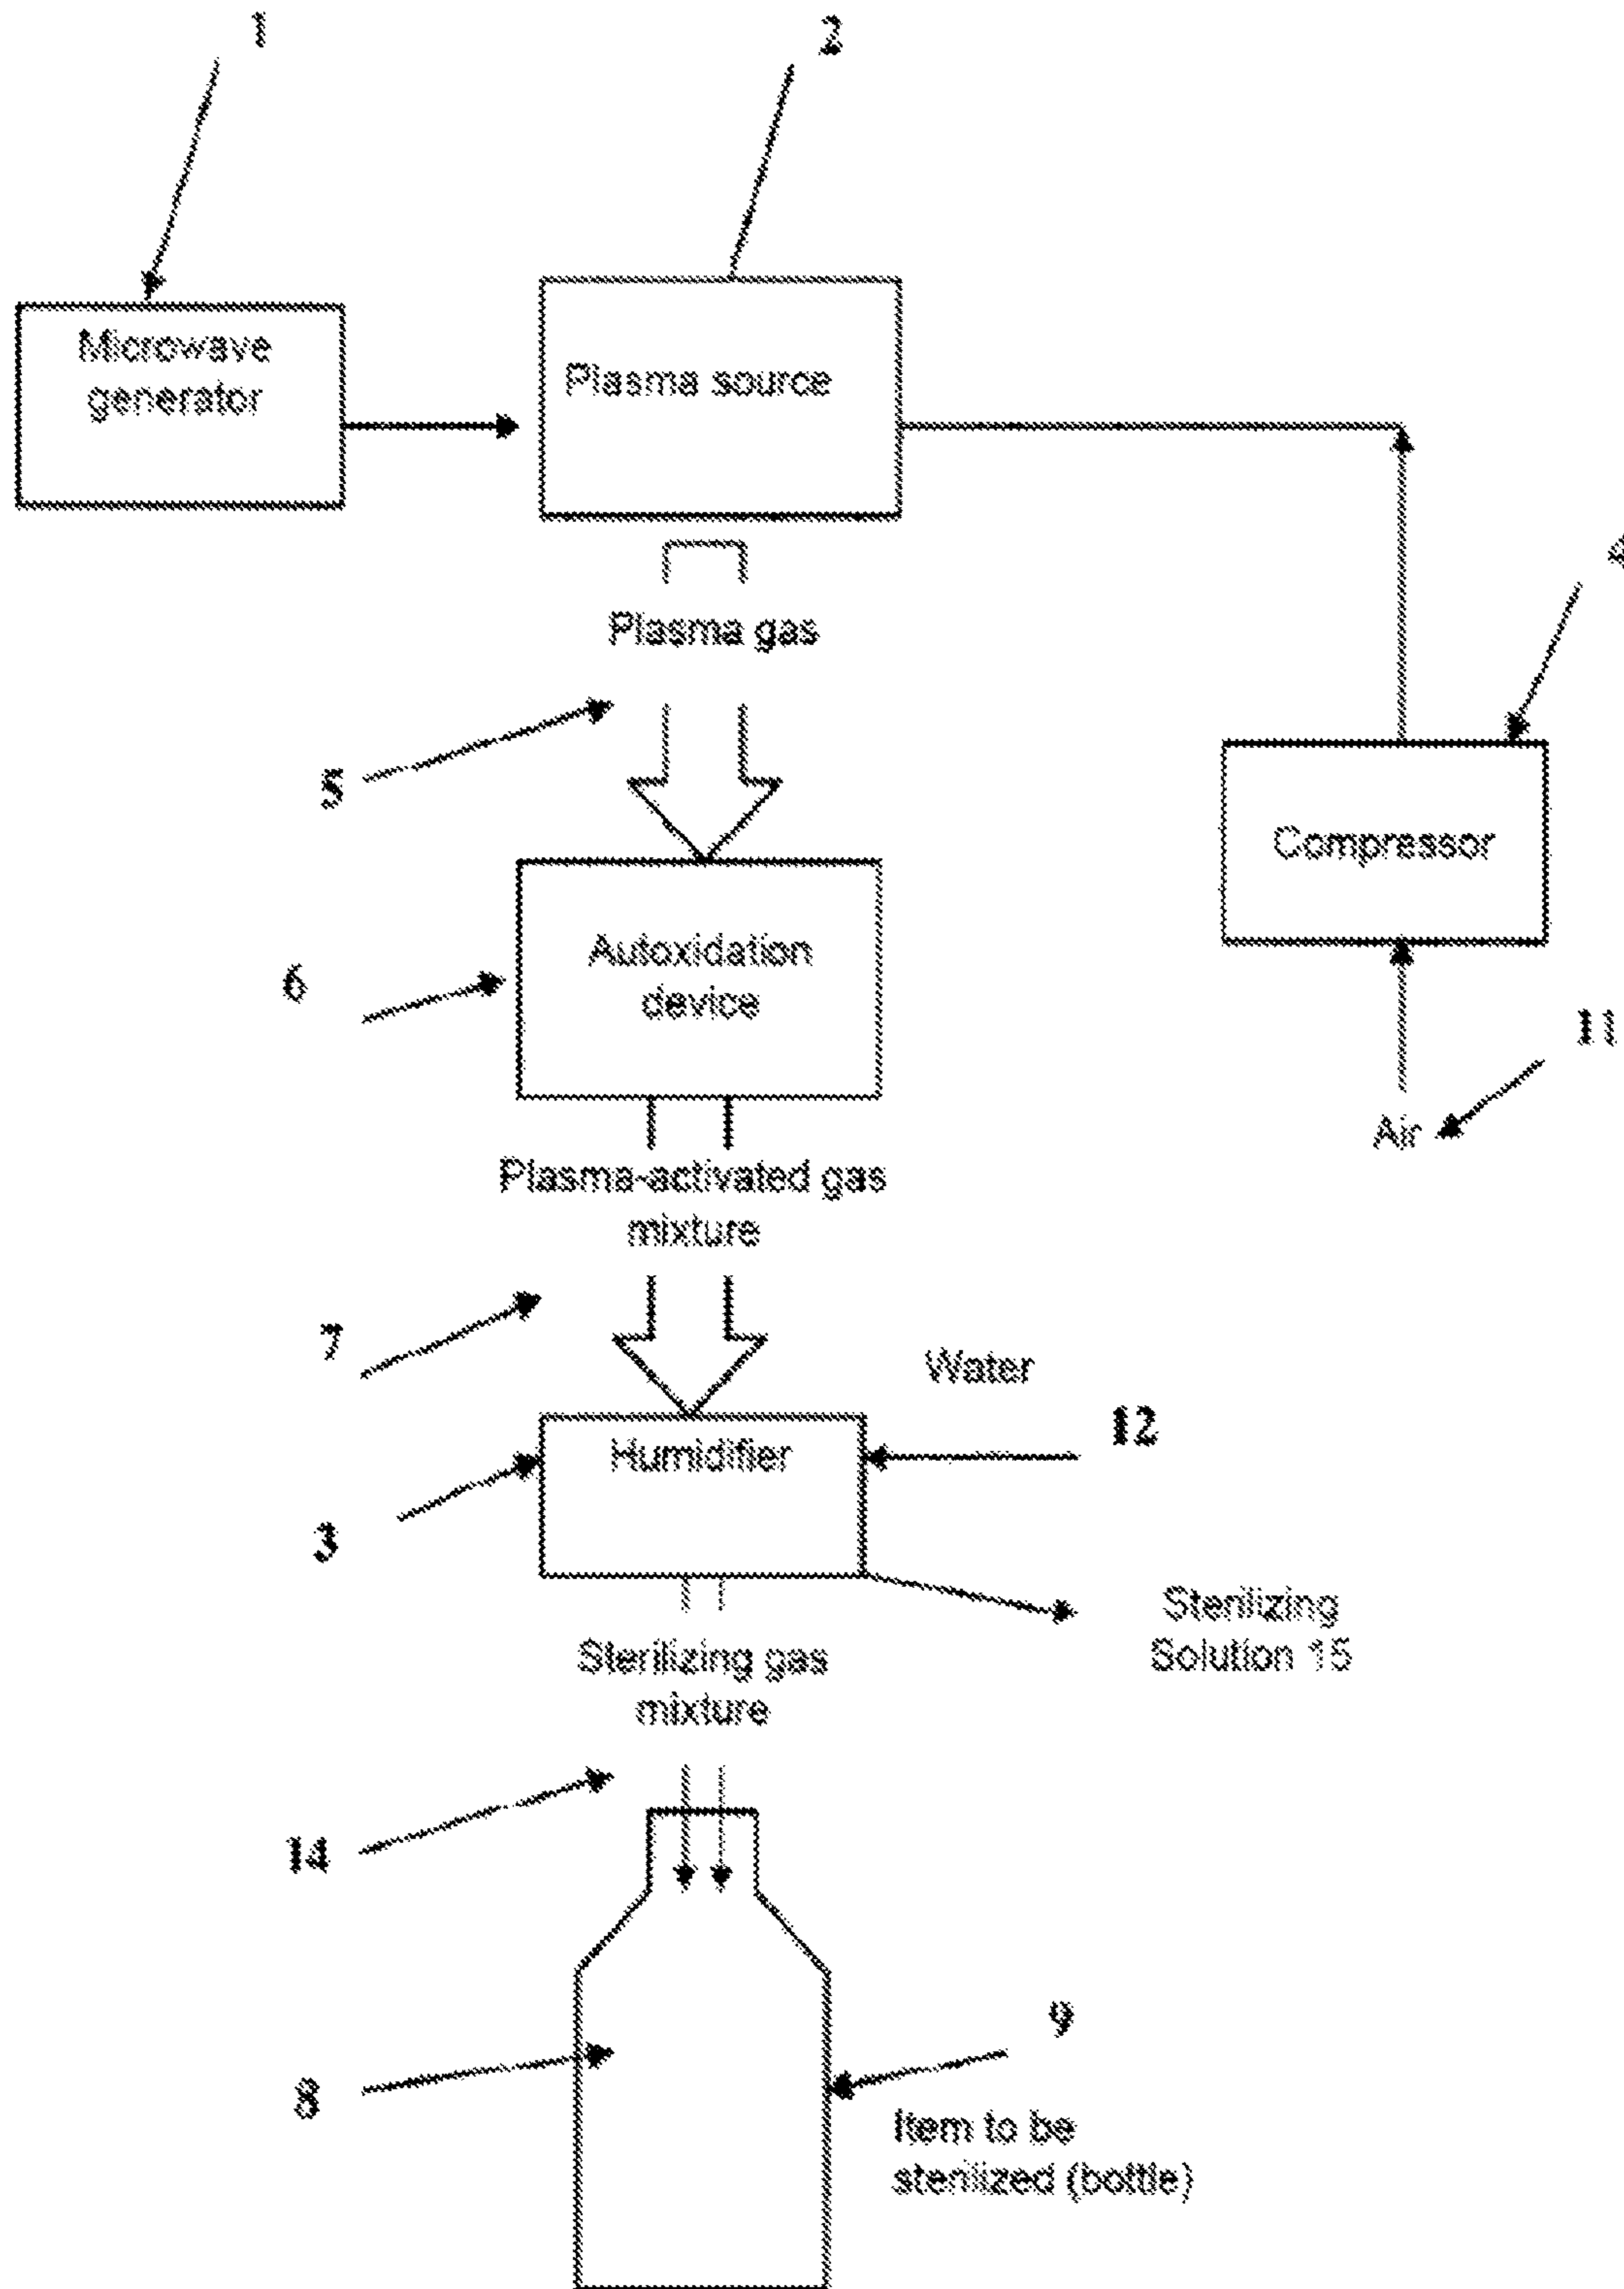 1
2
Microwave
generator
Plasma source
4
Plasma gas
5
Compressor
Autoxidation
device
6
11
Air
Plasma-activated gas
mixture
7
Water
12
Humidifier
3
Sterilizing
Solution 15
Sterilizing gas
mixture
14
9
8
Item to be
sterilized (bottle)